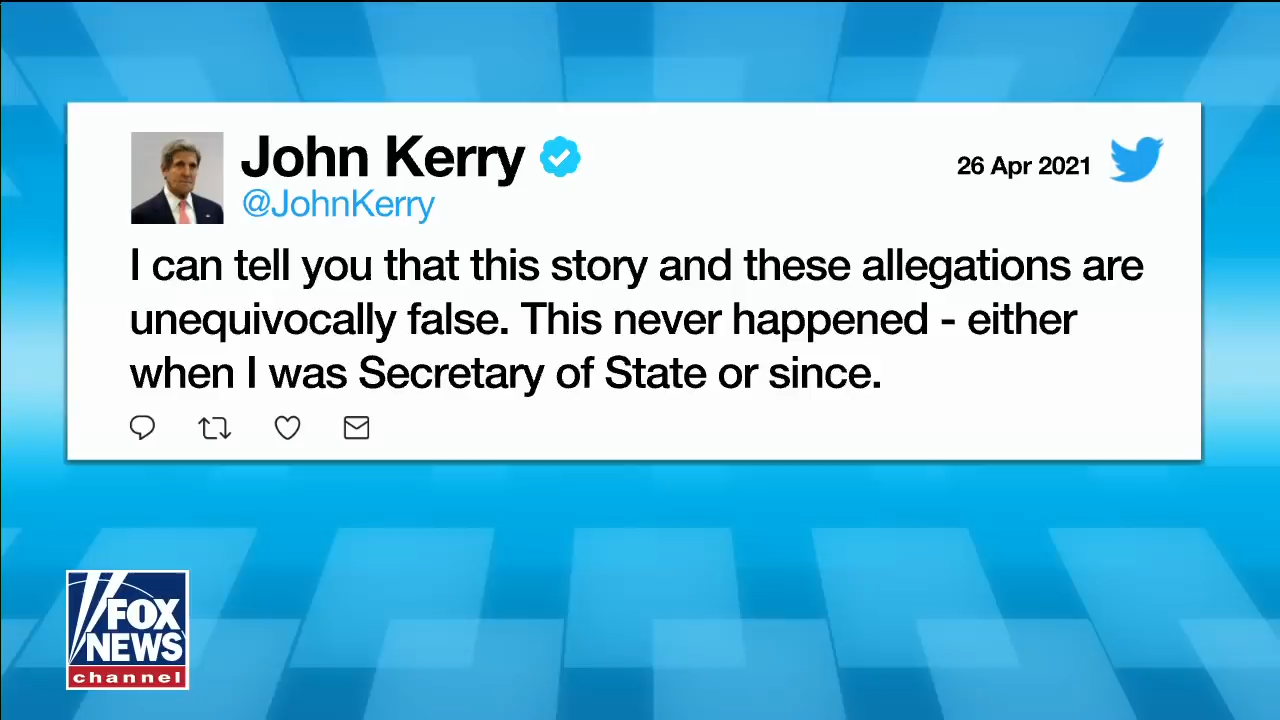 John Kerry
26 Apr 2021
@JohnKerry
I can tell you that this story and these allegations are
unequivocally false. This never happened - either
when I was Secretary of State or since.
FOX
NEWS
channel